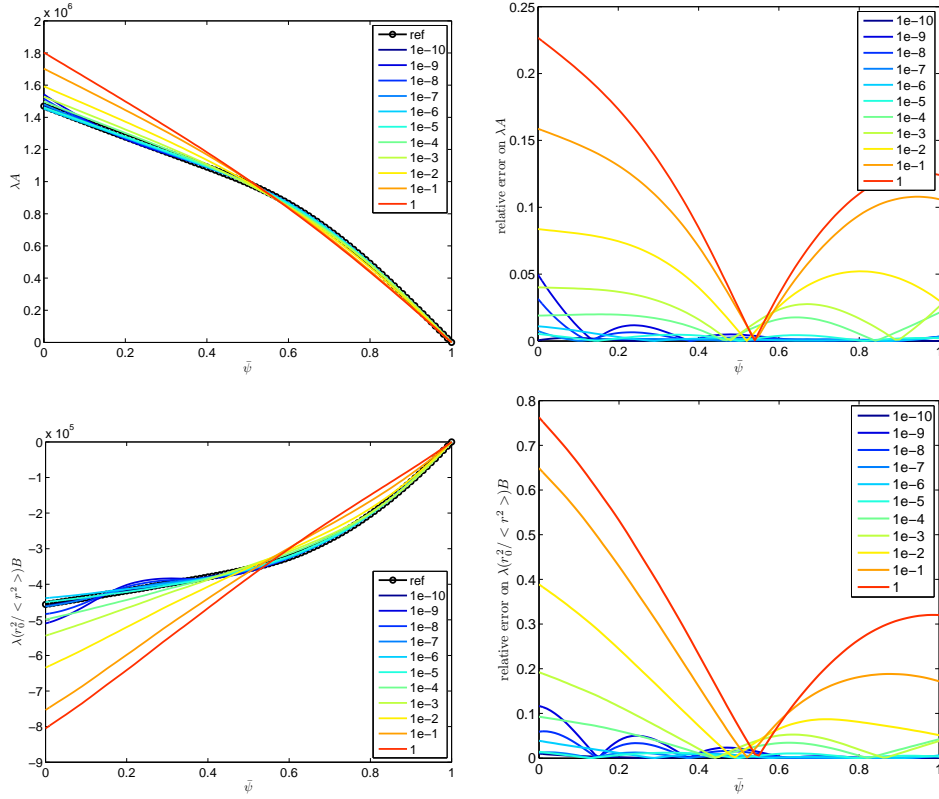 x 10^6
2
1.8
1.6
1.4
1.2
1
0.8
0.6
0.4
0.2
0
0.2
0.4
0.6
0.8
1
λA
ψ̄
ref
1e−10
1e−9
1e−8
1e−7
1e−6
1e−5
1e−4
1e−3
1e−2
1e−1
1
0.25
0.2
0.15
0.1
0.05
0
0
0.2
0.4
0.6
0.8
1
relative error on λA
ψ̄
1e−10
1e−9
1e−8
1e−7
1e−6
1e−5
1e−4
1e−3
1e−2
1e−1
1
x 10^5
0
−1
−2
−3
−4
−5
−6
−7
−8
−9
0
0.2
0.4
0.6
0.8
1
λ(r_0^2/ < r^2 >)B
ψ̄
ref
1e−10
1e−9
1e−8
1e−7
1e−6
1e−5
1e−4
1e−3
1e−2
1e−1
1
0.8
0.7
0.6
0.5
0.4
0.3
0.2
0.1
0
0
0.2
0.4
0.6
0.8
1
relative error on λ(r_0^2/ < r^2 >)B
ψ̄
1e−10
1e−9
1e−8
1e−7
1e−6
1e−5
1e−4
1e−3
1e−2
1e−1
1